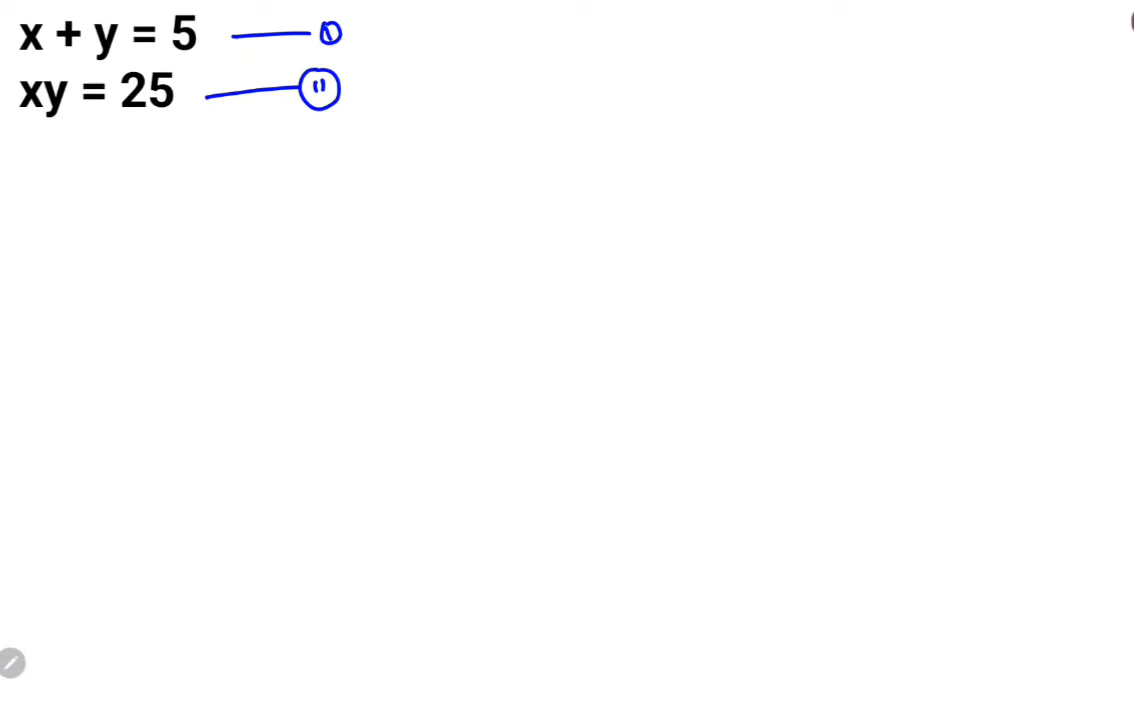 x + y = 5 —— ①
xy = 25 —— ⑪